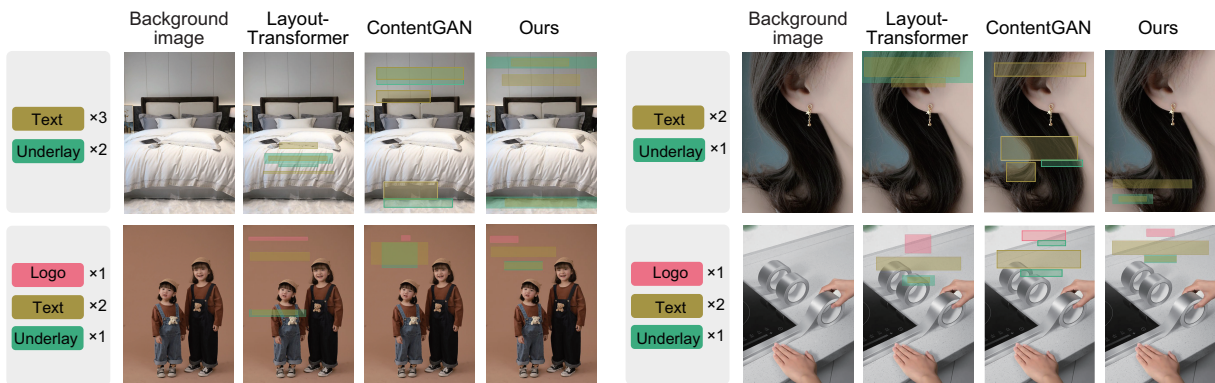 Background image
Layout-Transformer
ContentGAN
Ours
Background image
Layout-Transformer
ContentGAN
Ours
Text ×3
Underlay ×2
Text ×2
Underlay ×1
Logo ×1
Text ×2
Underlay ×1
Logo ×1
Text ×2
Underlay ×1